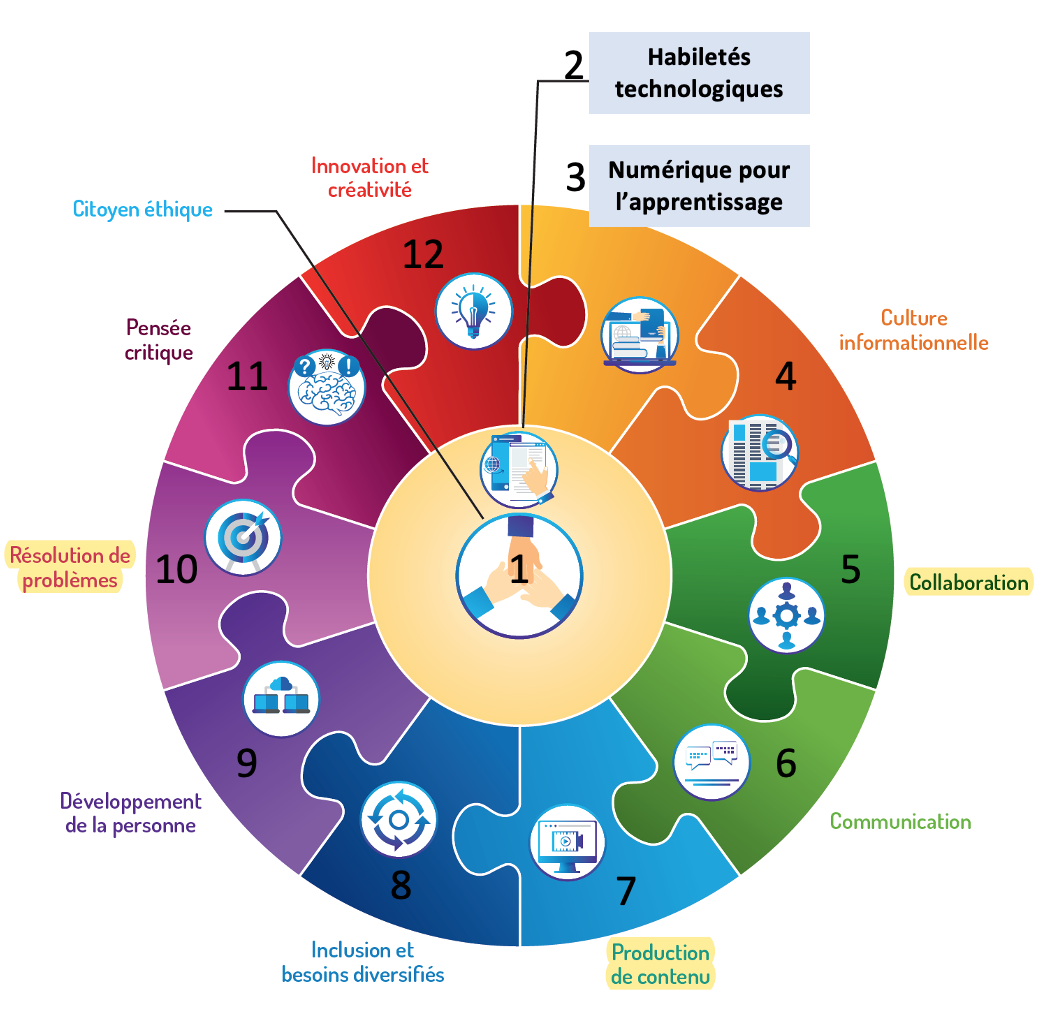 2
Habiletés
technologiques
3
Numérique pour
l'apprentissage
Innovation et
créativité
Citoyen éthique
12
Pensée
critique
11
Culture
informationnelle
4
Résolution de
problèmes
10
1
5
Collaboration
9
6
Développement
de la personne
Communication
8
7
Inclusion et
besoins diversifiés
Production
de contenu
? !